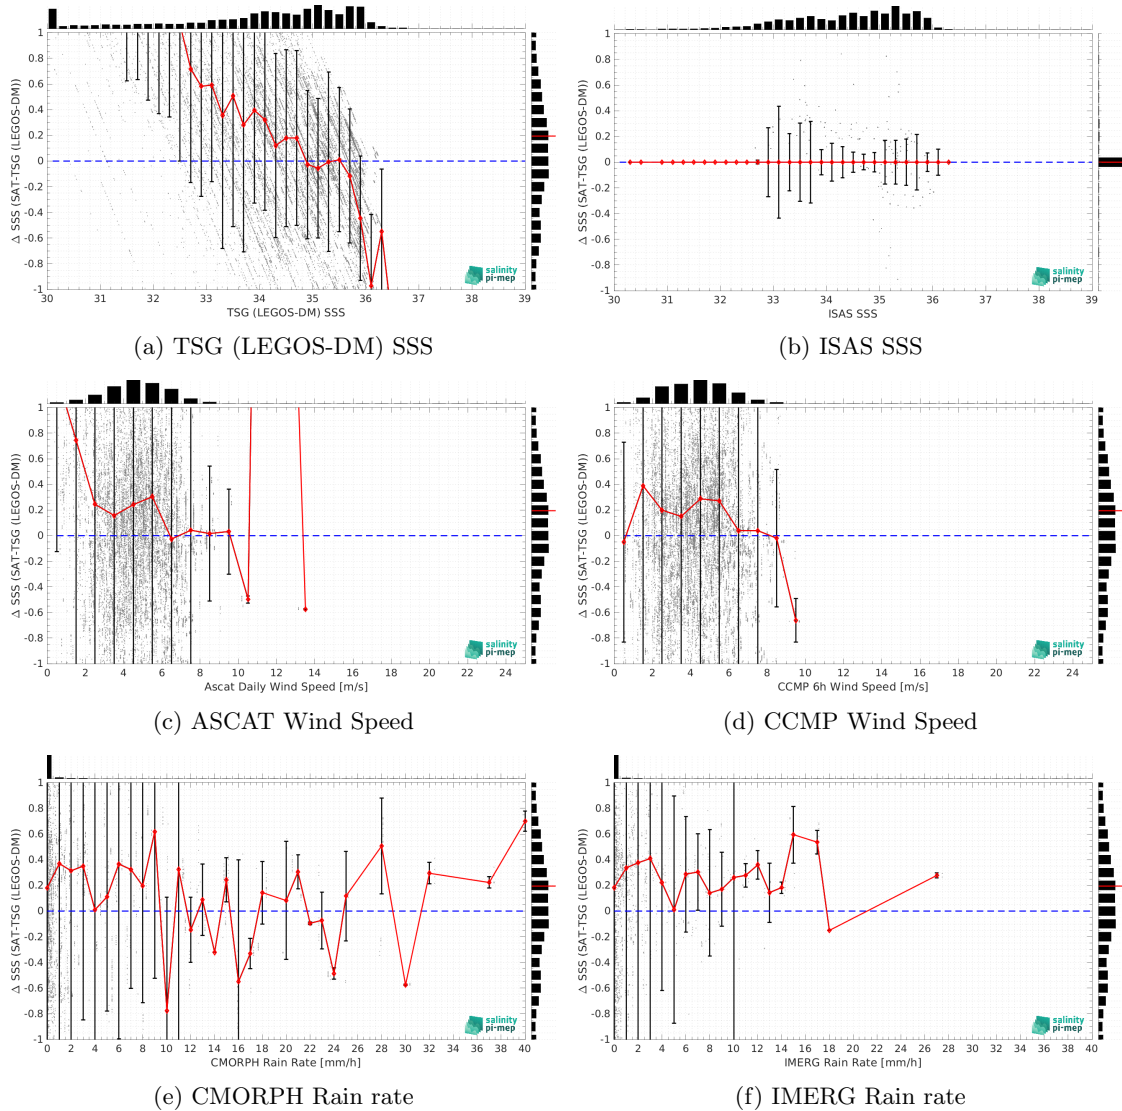 Δ SSS (SAT-TSG (LEGOS-DM))
1
0.8
0.6
0.4
0.2
0
-0.2
-0.4
-0.6
-0.8
-1
30 31 32 33 34 35 36 37 38 39
TSG (LEGOS-DM) SSS
salinity
pi-mep
(a) TSG (LEGOS-DM) SSS
Δ SSS (SAT-TSG (LEGOS-DM))
1
0.8
0.6
0.4
0.2
0
-0.2
-0.4
-0.6
-0.8
-1
30 31 32 33 34 35 36 37 38 39
ISAS SSS
salinity
pi-mep
(b) ISAS SSS
Δ SSS (SAT-TSG (LEGOS-DM))
1
0.8
0.6
0.4
0.2
0
-0.2
-0.4
-0.6
-0.8
-1
0 2 4 6 8 10 12 14 16 18 20 22 24
Ascat Daily Wind Speed [m/s]
salinity
pi-mep
(c) ASCAT Wind Speed
Δ SSS (SAT-TSG (LEGOS-DM))
1
0.8
0.6
0.4
0.2
0
-0.2
-0.4
-0.6
-0.8
-1
0 2 4 6 8 10 12 14 16 18 20 22 24
CCMP 6h Wind Speed [m/s]
salinity
pi-mep
(d) CCMP Wind Speed
Δ SSS (SAT-TSG (LEGOS-DM))
1
0.8
0.6
0.4
0.2
0
-0.2
-0.4
-0.6
-0.8
-1
0 2 4 6 8 10 12 14 16 18 20 22 24 26 28 30 32 34 36 38 40
CMORPH Rain Rate [mm/h]
salinity
pi-mep
(e) CMORPH Rain rate
Δ SSS (SAT-TSG (LEGOS-DM))
1
0.8
0.6
0.4
0.2
0
-0.2
-0.4
-0.6
-0.8
-1
0 2 4 6 8 10 12 14 16 18 20 22 24 26 28 30 32 34 36 38 40
IMERG Rain Rate [mm/h]
salinity
pi-mep
(f) IMERG Rain rate